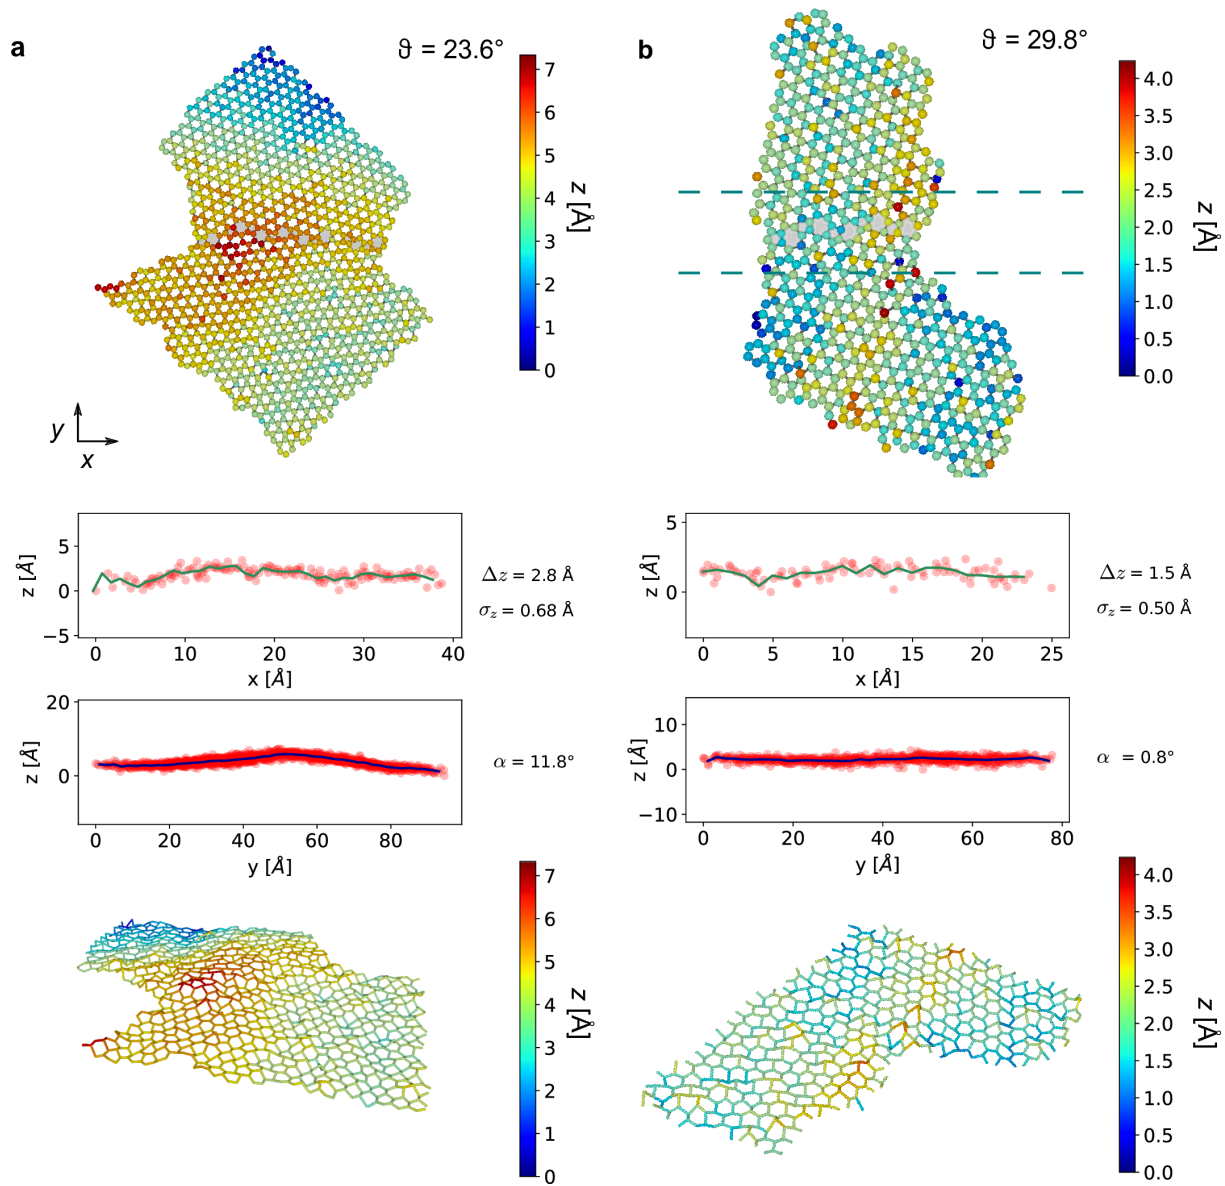 a
ϑ = 23.6°
7
6
5
4
3
2
1
0
z [Å]
y
x
b
ϑ = 29.8°
4.0
3.5
3.0
2.5
2.0
1.5
1.0
0.5
0.0
z [Å]
5
0
−5
z [Å]
0 10 20 30 40
x [Å]
Δz = 2.8 Å
σz = 0.68 Å
5
0
z [Å]
0 5 10 15 20 25
x [Å]
Δz = 1.5 Å
σz = 0.50 Å
20
0
z [Å]
0 20 40 60 80
y [Å]
α = 11.8°
10
0
−10
z [Å]
0 20 40 60 80
y [Å]
α = 0.8°
7
6
5
4
3
2
1
0
z [Å]
4.0
3.5
3.0
2.5
2.0
1.5
1.0
0.5
0.0
z [Å]